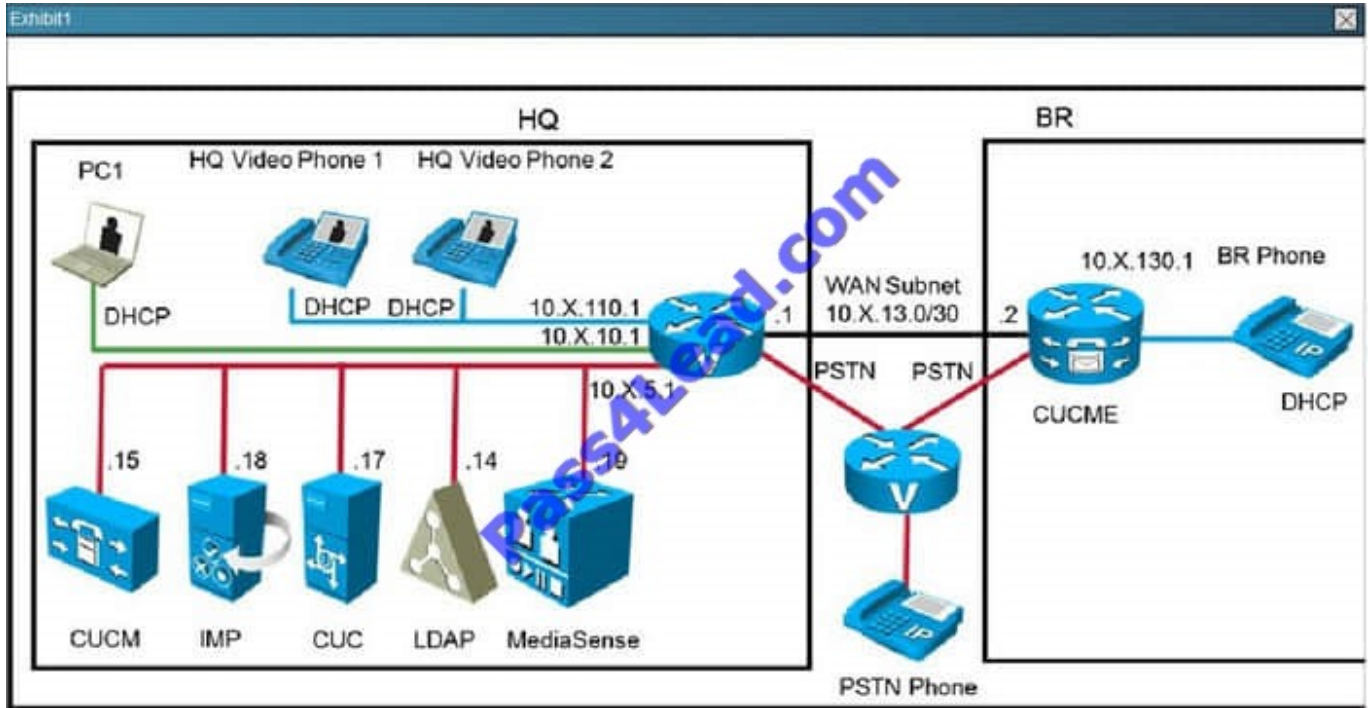 Exhibit1
HQ
BR
PC1
HQ Video Phone 1
HQ Video Phone 2
DHCP
DHCP
DHCP
10.X.110.1
10.X.10.1
10.X.5.1
.1
WAN Subnet
10.X.13.0/30
.2
10.X.130.1
BR Phone
IP
DHCP
CUCME
PSTN
PSTN
V
V
.15
.18
.17
.14
.19
CUCM
IMP
CUC
LDAP
MediaSense
IP
PSTN Phone
Pass4Lead.com